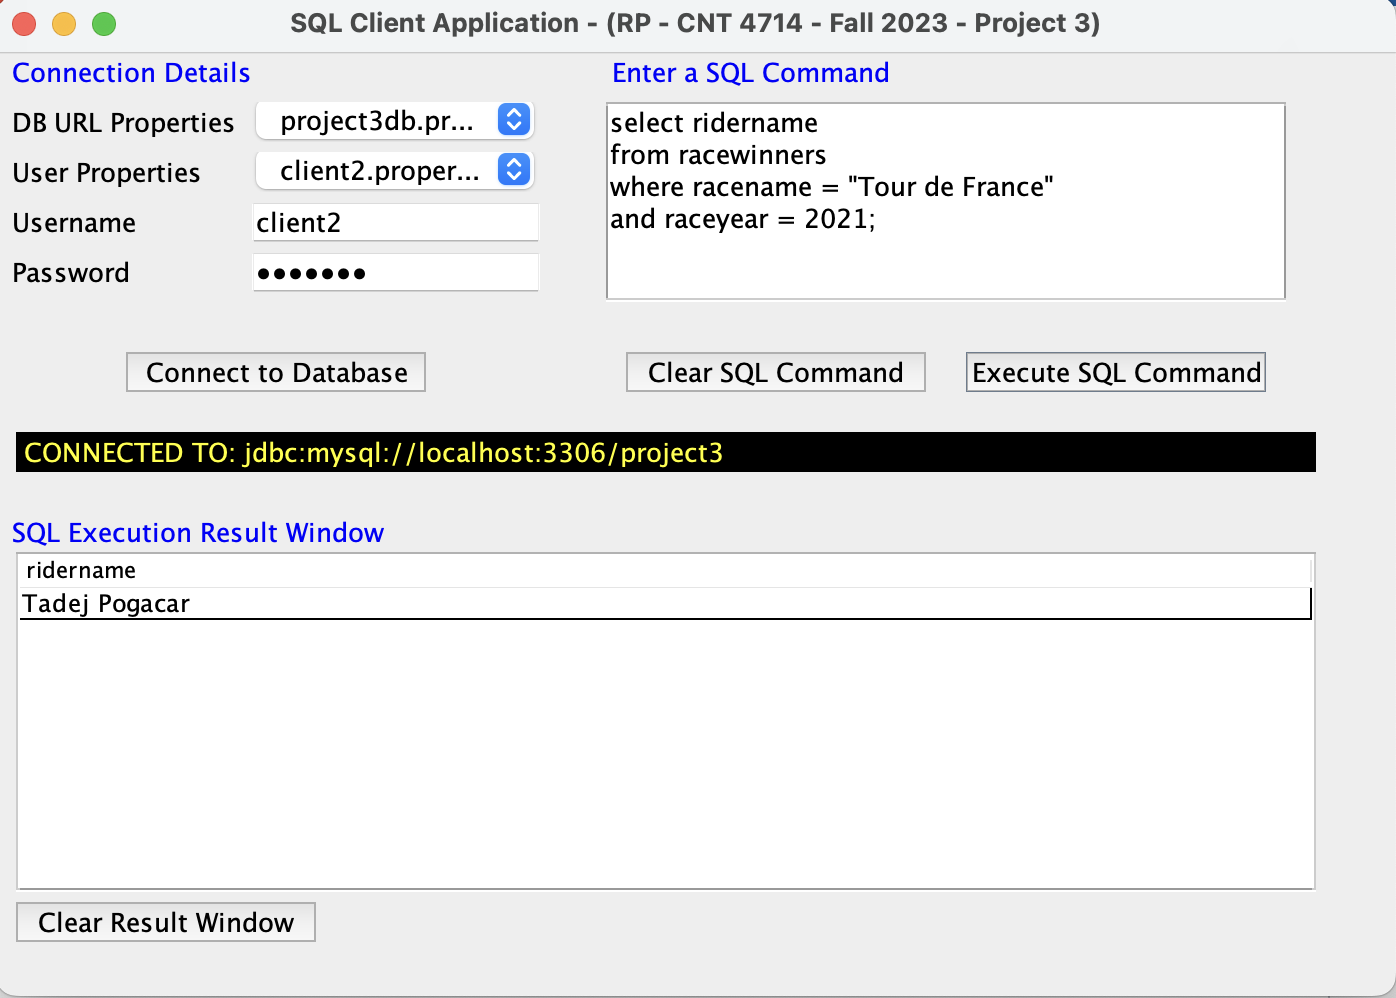 SQL Client Application - (RP - CNT 4714 - Fall 2023 - Project 3)
Connection Details
DB URL Properties
project3db.pr...
User Properties
client2.proper...
Username
client2
Password
•••••••
Connect to Database
Enter a SQL Command
select ridername
from racewinners
where racename = "Tour de France"
and raceyear = 2021;
Clear SQL Command
Execute SQL Command
CONNECTED TO: jdbc:mysql://localhost:3306/project3
SQL Execution Result Window
ridername
Tadej Pogacar
Clear Result Window